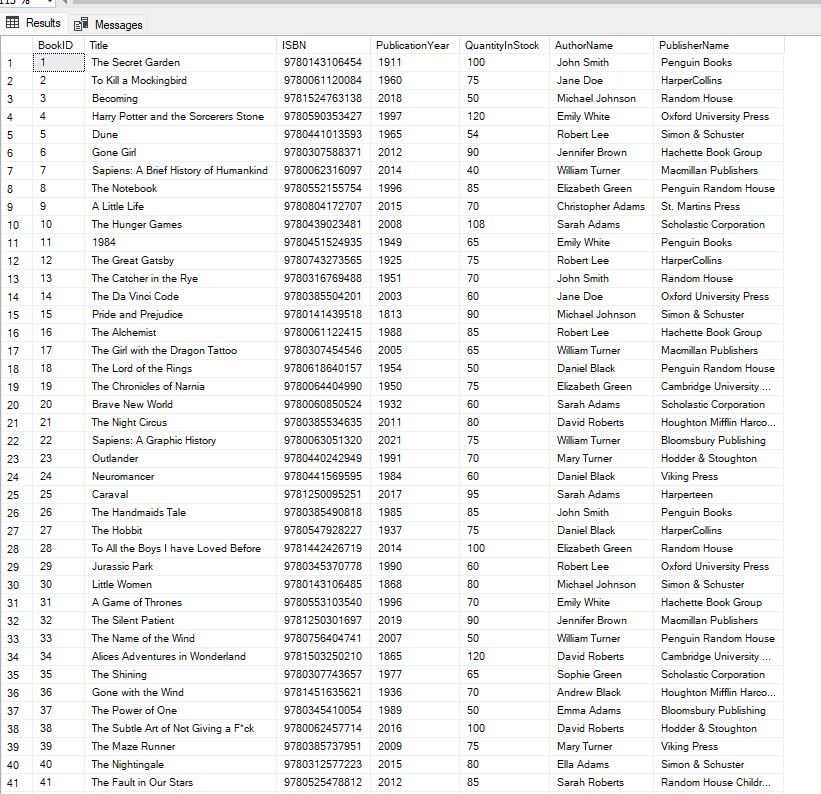 115 %
Results Messages
BookID Title ISBN PublicationYear QuantityInStock AuthorName PublisherName
1 1 The Secret Garden 9780143106454 1911 100 John Smith Penguin Books
2 2 To Kill a Mockingbird 9780061120084 1960 75 Jane Doe HarperCollins
3 3 Becoming 9781524763138 2018 50 Michael Johnson Random House
4 4 Harry Potter and the Sorcerers Stone 9780590353427 1997 120 Emily White Oxford University Press
5 5 Dune 9780441013593 1965 54 Robert Lee Simon & Schuster
6 6 Gone Girl 9780307588371 2012 90 Jennifer Brown Hachette Book Group
7 7 Sapiens: A Brief History of Humankind 9780062316097 2014 40 William Turner Macmillan Publishers
8 8 The Notebook 9780552155754 1996 85 Elizabeth Green Penguin Random House
9 9 A Little Life 9780804172707 2015 70 Christopher Adams St. Martins Press
10 10 The Hunger Games 9780439023481 2008 108 Sarah Adams Scholastic Corporation
11 11 1984 9780451524935 1949 65 Emily White Penguin Books
12 12 The Great Gatsby 9780743273565 1925 75 Robert Lee HarperCollins
13 13 The Catcher in the Rye 9780316769488 1951 70 John Smith Random House
14 14 The Da Vinci Code 9780385504201 2003 60 Jane Doe Oxford University Press
15 15 Pride and Prejudice 9780141439518 1813 90 Michael Johnson Simon & Schuster
16 16 The Alchemist 9780061122415 1988 85 Robert Lee Hachette Book Group
17 17 The Girl with the Dragon Tattoo 9780307454546 2005 65 William Turner Macmillan Publishers
18 18 The Lord of the Rings 9780618640157 1954 50 Daniel Black Penguin Random House
19 19 The Chronicles of Narnia 9780064404990 1950 75 Elizabeth Green Cambridge University ...
20 20 Brave New World 9780060850524 1932 60 Sarah Adams Scholastic Corporation
21 21 The Night Circus 9780385534635 2011 80 David Roberts Houghton Mifflin Harco...
22 22 Sapiens: A Graphic History 9780063051320 2021 75 William Turner Bloomsbury Publishing
23 23 Outlander 9780440242949 1991 70 Mary Turner Hodder & Stoughton
24 24 Neuromancer 9780441569595 1984 60 Daniel Black Viking Press
25 25 Caraval 9781250095251 2017 95 Sarah Adams Harperteen
26 26 The Handmaids Tale 9780385490818 1985 85 John Smith Penguin Books
27 27 The Hobbit 9780547928227 1937 75 Daniel Black HarperCollins
28 28 To All the Boys I have Loved Before 9781442426719 2014 100 Elizabeth Green Random House
29 29 Jurassic Park 9780345370778 1990 60 Robert Lee Oxford University Press
30 30 Little Women 9780143106485 1868 80 Michael Johnson Simon & Schuster
31 31 A Game of Thrones 9780553103540 1996 70 Emily White Hachette Book Group
32 32 The Silent Patient 9781250301697 2019 90 Jennifer Brown Macmillan Publishers
33 33 The Name of the Wind 9780756404741 2007 50 William Turner Penguin Random House
34 34 Alices Adventures in Wonderland 9781503250210 1865 120 David Roberts Cambridge University ...
35 35 The Shining 9780307743657 1977 65 Sophie Green Scholastic Corporation
36 36 Gone with the Wind 9781451635621 1936 70 Andrew Black Houghton Mifflin Harco...
37 37 The Power of One 9780345410054 1989 50 Emma Adams Bloomsbury Publishing
38 38 The Subtle Art of Not Giving a F*ck 9780062457714 2016 100 David Roberts Hodder & Stoughton
39 39 The Maze Runner 9780385737951 2009 75 Mary Turner Viking Press
40 40 The Nightingale 9780312577223 2015 80 Ella Adams Simon & Schuster
41 41 The Fault in Our Stars 9780525478812 2012 85 Sarah Roberts Random House Childr...